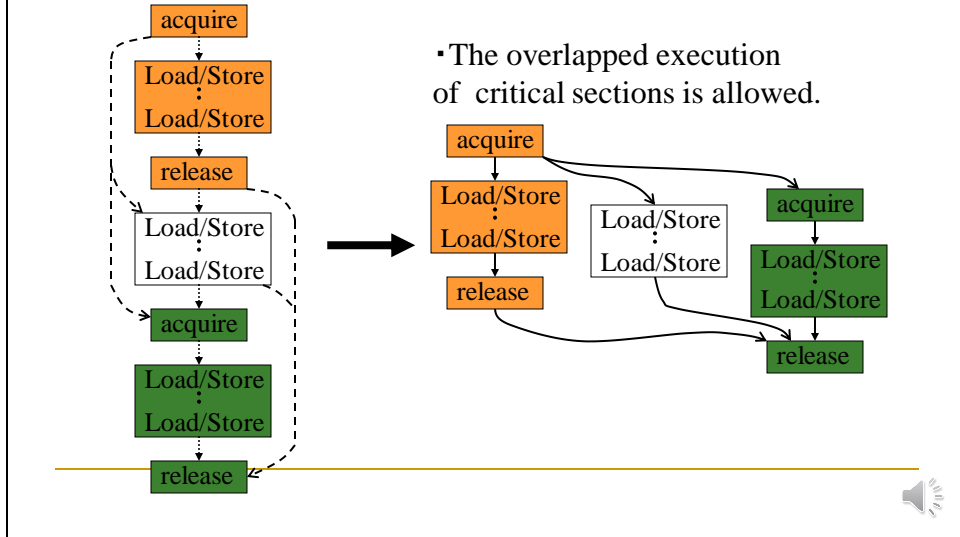 acquire
Load/Store
⋮
Load/Store
release
Load/Store
⋮
Load/Store
acquire
Load/Store
⋮
Load/Store
release
・The overlapped execution
of critical sections is allowed.
acquire
Load/Store
⋮
Load/Store
release
Load/Store
⋮
Load/Store
acquire
Load/Store
⋮
Load/Store
release